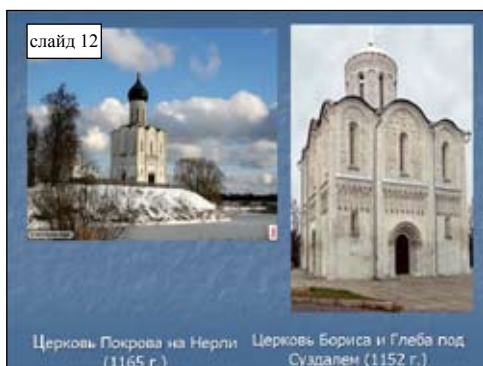 слайд 12
Церковь Покрова на Нерли
(1165 г.)
Церковь Бориса и Глеба под
Суздалем (1152 г.)